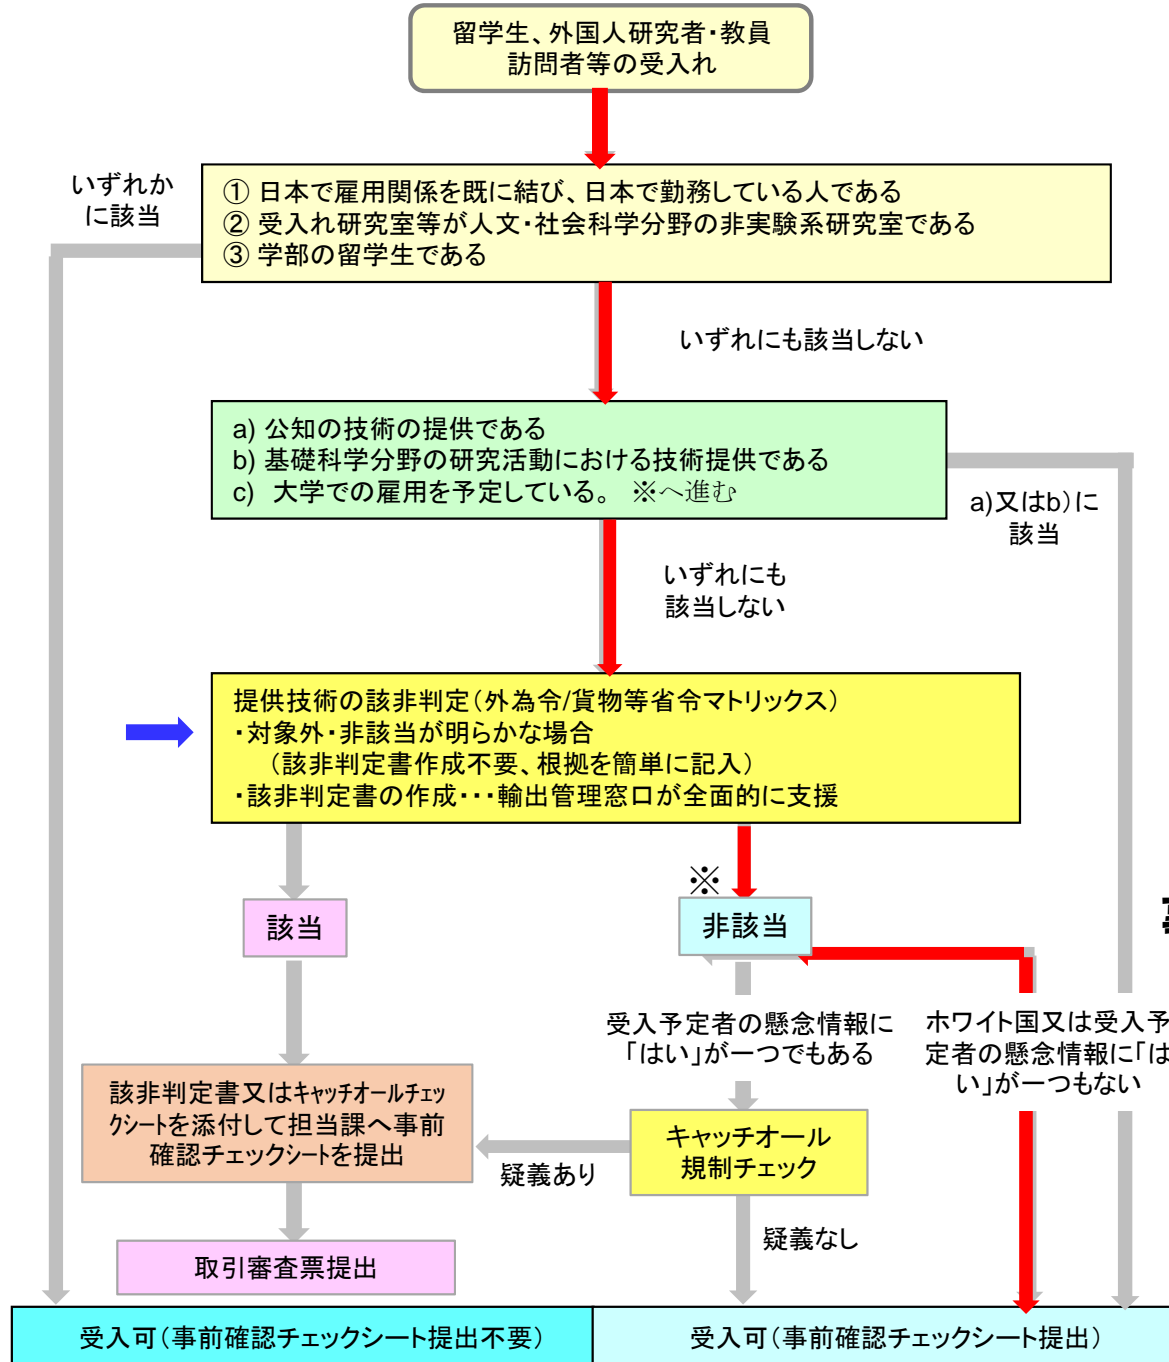 留学生、外国人研究者・教員
訪問者等の受入れ
いずれか
に該当
① 日本で雇用関係を既に結び、日本で勤務している人である
② 受入れ研究室等が人文・社会科学分野の非実験系研究室である
③ 学部の留学生である
いずれにも該当しない
a) 公知の技術の提供である
b) 基礎科学分野の研究活動における技術提供である
c) 大学での雇用を予定している。 ※へ進む
a)又はb)に
該当
いずれにも
該当しない
提供技術の該非判定(外為令/貨物等省令マトリックス)
・対象外・非該当が明らかな場合
(該非判定書作成不要、根拠を簡単に記入)
・該非判定書の作成・・・輸出管理窓口が全面的に支援
※
該当
非該当
受入予定者の懸念情報に
「はい」が一つでもある
ホワイト国又は受入予
定者の懸念情報に「は
い」が一つもない
該非判定書又はキャッチオールチェッ
クシートを添付して担当課へ事前
確認チェックシートを提出
疑義あり
キャッチオール
規制チェック
疑義なし
取引審査票提出
受入可(事前確認チェックシート提出不要)
受入可(事前確認チェックシート提出)